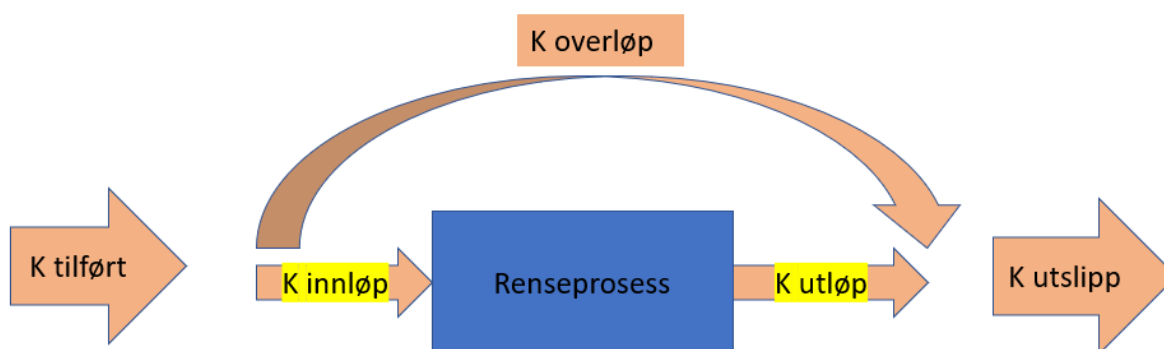 K overløp
K tilført
K innløp
Renseprosess
K utløp
K utslipp